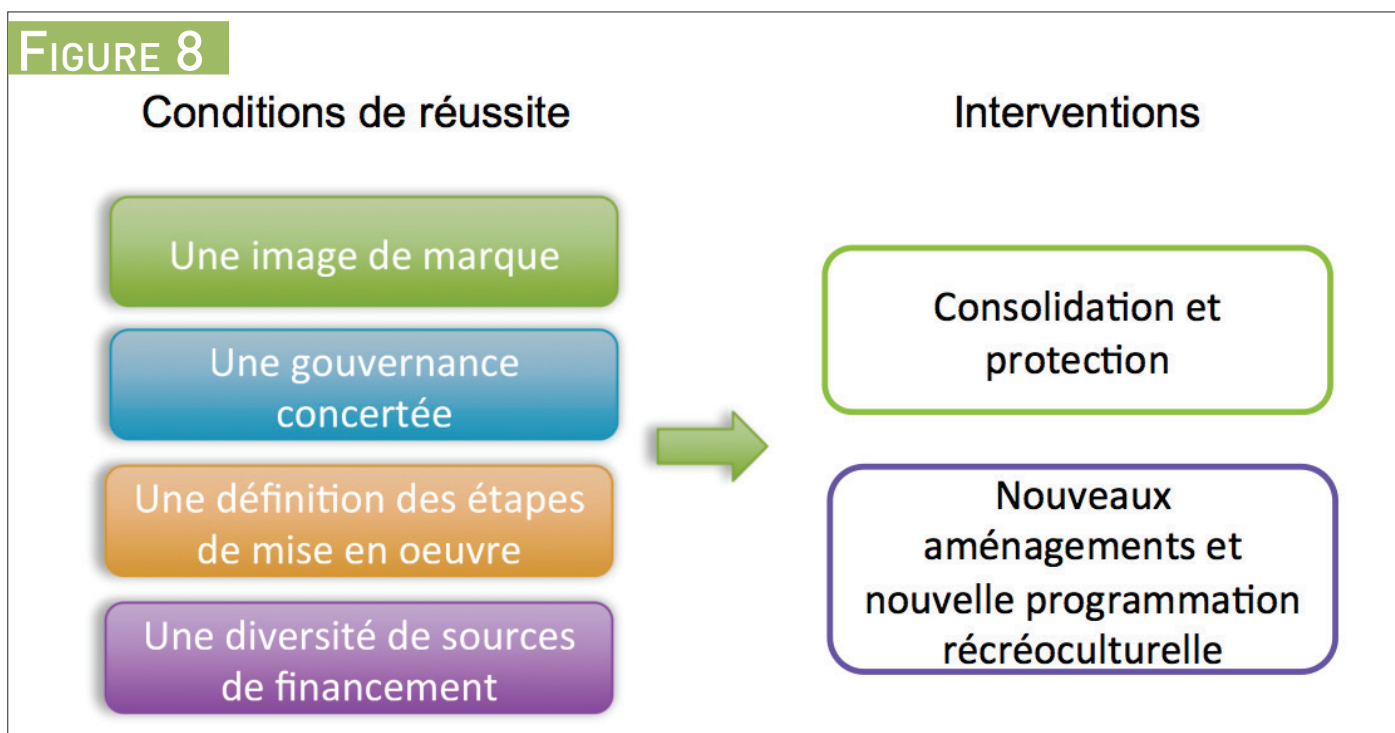 FIGURE 8
Conditions de réussite
Une image de marque
Une gouvernance
concertée
Une définition des étapes
de mise en oeuvre
Une diversité de sources
de financement
Interventions
Consolidation et
protection
Nouveaux
aménagements et
nouvelle programmation
récréoculturelle